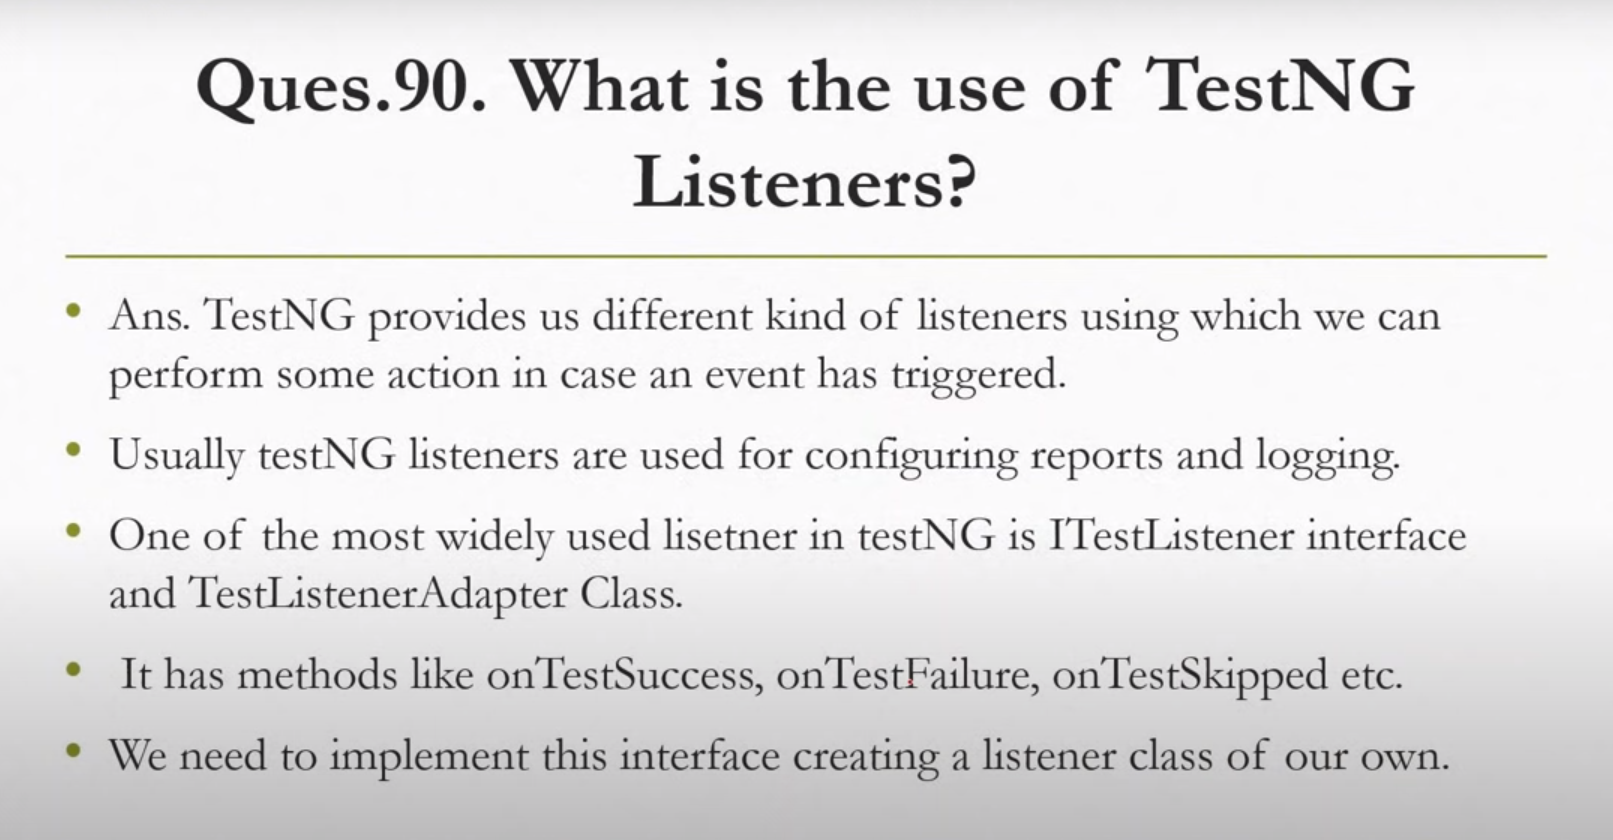 Ques.90. What is the use of TestNG
Listeners?
• Ans. TestNG provides us different kind of listeners using which we can
perform some action in case an event has triggered.
• Usually testNG listeners are used for configuring reports and logging.
• One of the most widely used lisetner in testNG is ITestListener interface
and TestListenerAdapter Class.
• It has methods like onTestSuccess, onTestFailure, onTestSkipped etc.
• We need to implement this interface creating a listener class of our own.